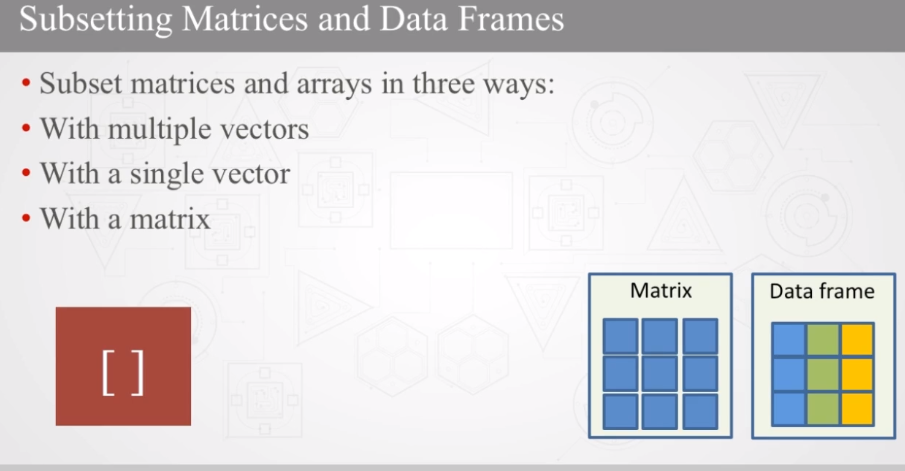 Subsetting Matrices and Data Frames
• Subset matrices and arrays in three ways:
• With multiple vectors
• With a single vector
• With a matrix
[ ]
Matrix
Data frame